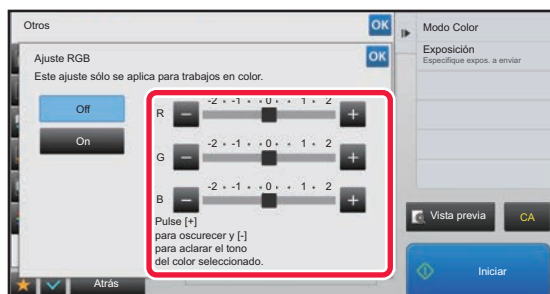 Otros
OK
Ajuste RGB
OK
Este ajuste sólo se aplica para trabajos en color.
Off
On
-2 -1 0 1 2
R
-2 -1 0 1 2
G
-2 -1 0 1 2
B
Pulse [+]
para oscurecer y [-]
para aclarar el tono
del color seleccionado.
Atrás
Modo Color
Exposición
Especifique expos. a enviar
Vista previa
CA
Iniciar